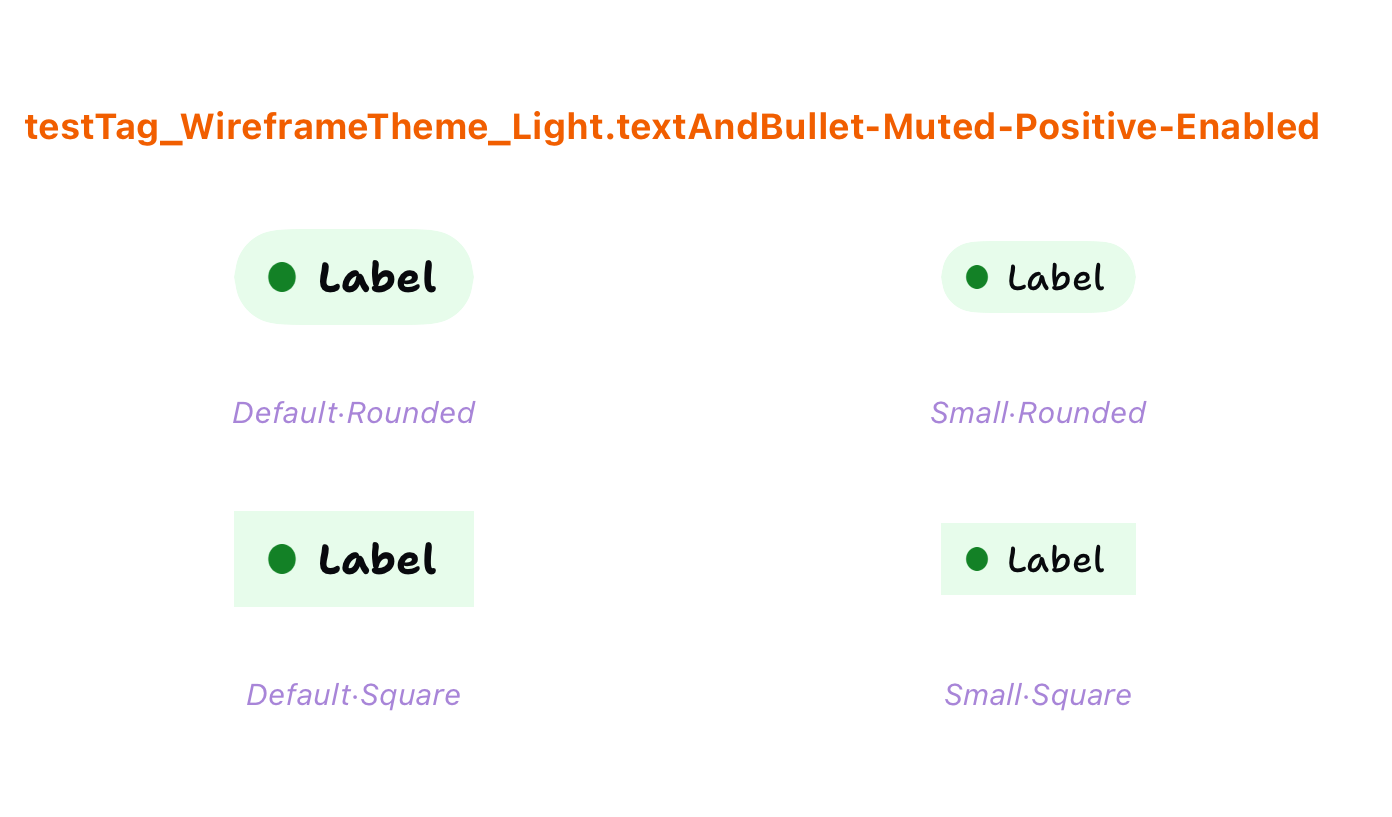 testTag_WireframeTheme_Light.textAndBullet-Muted-Positive-Enabled
Label
Label
Default·Rounded
Small·Rounded
Label
Label
Default·Square
Small·Square